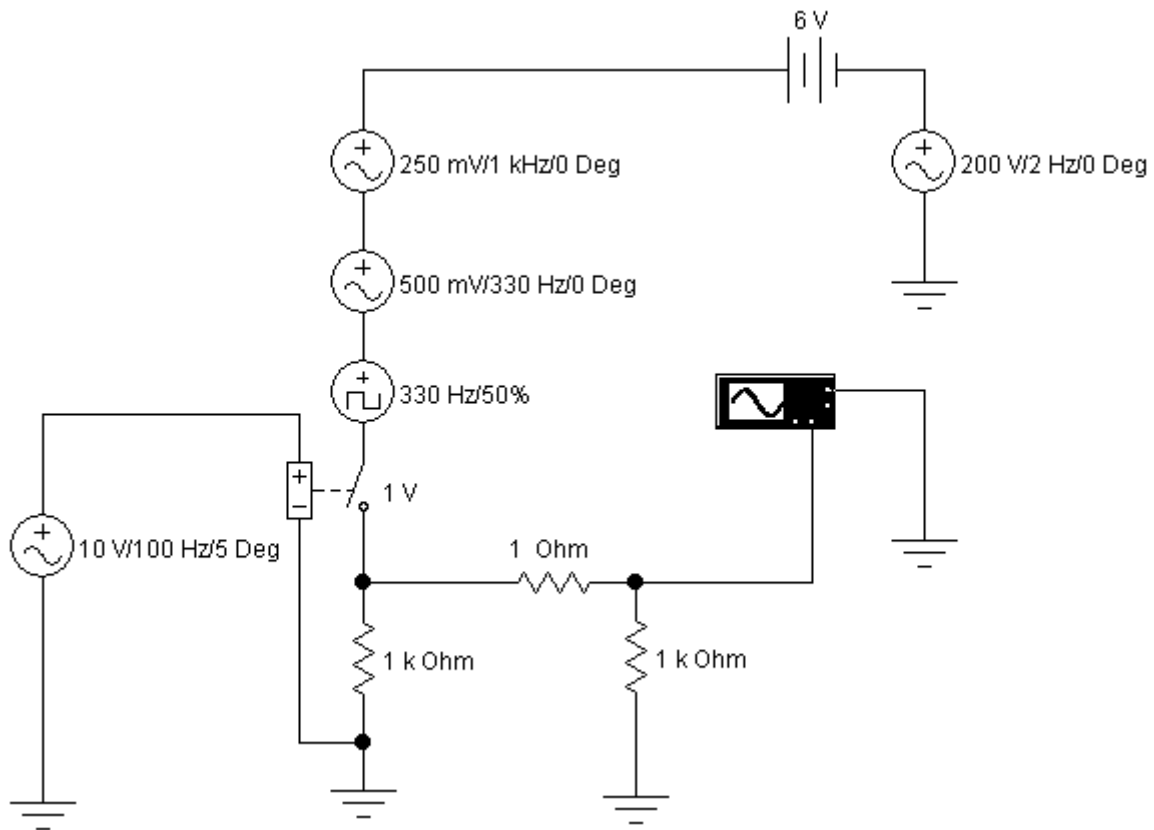 6 V
250 mV/1 kHz/0 Deg
200 V/2 Hz/0 Deg
500 mV/330 Hz/0 Deg
330 Hz/50%
1 V
10 V/100 Hz/5 Deg
1 Ohm
1 k Ohm
1 k Ohm